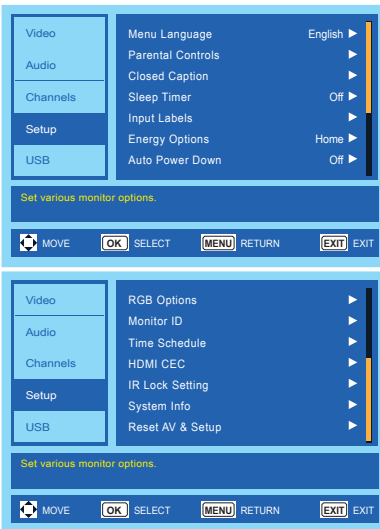 Video
Audio
Channels
Setup
USB
Menu Language English
Parental Controls
Closed Caption
Sleep Timer Off
Input Labels
Energy Options Home
Auto Power Down Off
Set various monitor options.
MOVE OK SELECT MENU RETURN EXIT EXIT
Video
Audio
Channels
Setup
USB
RGB Options
Monitor ID
Time Schedule
HDMI CEC
IR Lock Setting
System Info
Reset AV & Setup
Set various monitor options.
MOVE OK SELECT MENU RETURN EXIT EXIT